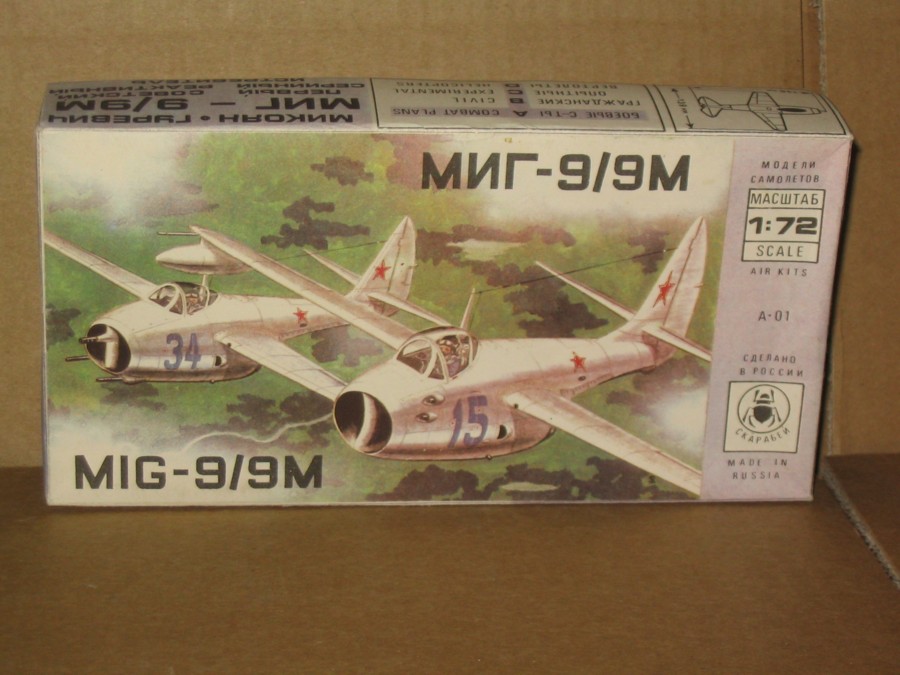 МИКОЯН • ГУРЕВИЧ
МИГ – 9/9М
ПЕРВЫЙ СОВЕТСКИЙ
СЕРИЙНЫЙ РЕАКТИВНЫЙ
ИСТРЕБИТЕЛЬ
БОЕВЫЕ С-ТЫ A COMBAT PLANS
ГРАЖДАНСКИЕ B CIVIL
ОПЫТНЫЕ C EXPERIMENTAL
ВЕРТОЛЕТЫ D HELICOPTERS
МИГ-9/9М
34
15
MIG-9/9M
МОДЕЛИ
САМОЛЕТОВ
МАСШТАБ
1:72
SCALE
AIR KITS
A-01
СДЕЛАНО
В РОССИИ
СКАРАБЕЙ
MADE IN
RUSSIA